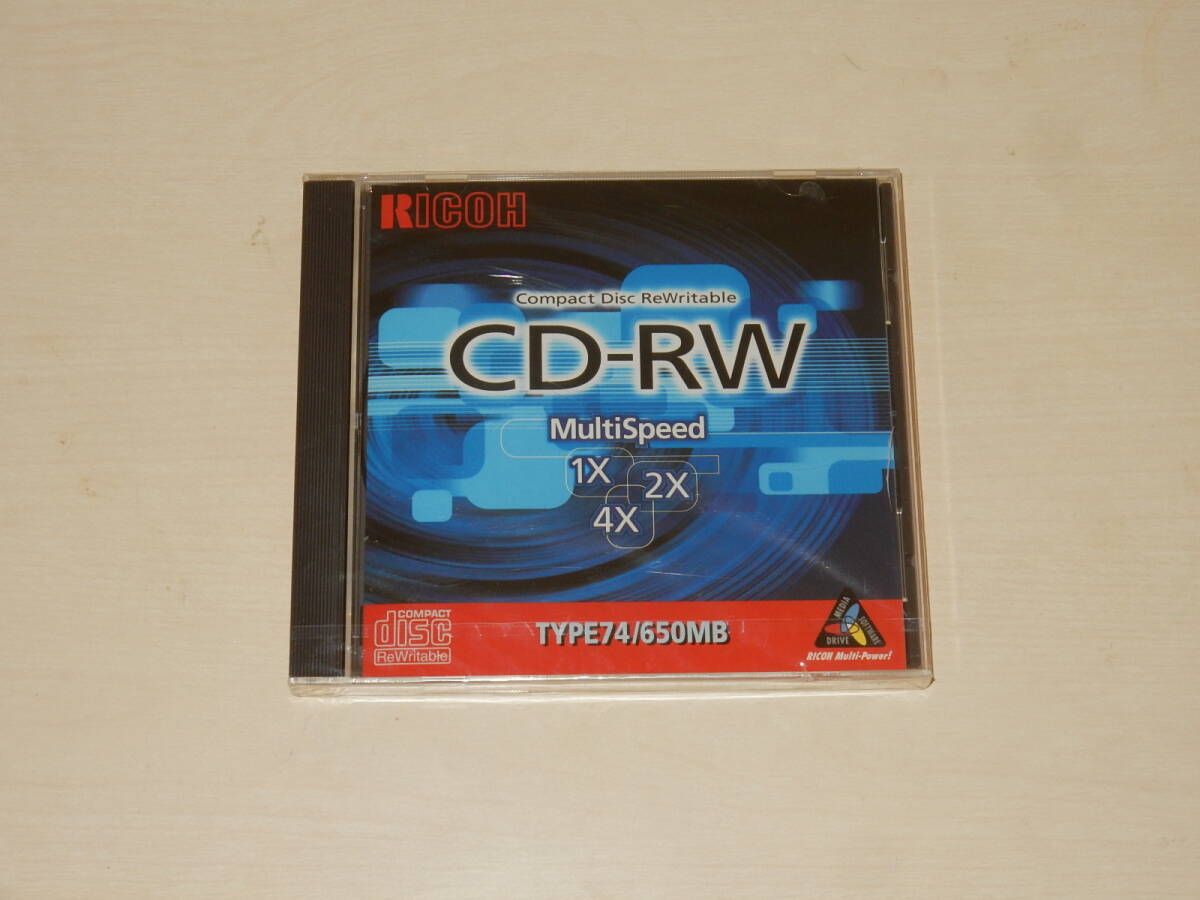 RICOH
Compact Disc ReWritable
CD-RW
MultiSpeed
1X
2X
4X
COMPACT
disc
ReWritable
TYPE74/650MB
MEDIA
SOFTWARE
DRIVE
RICOH Multi-Power!